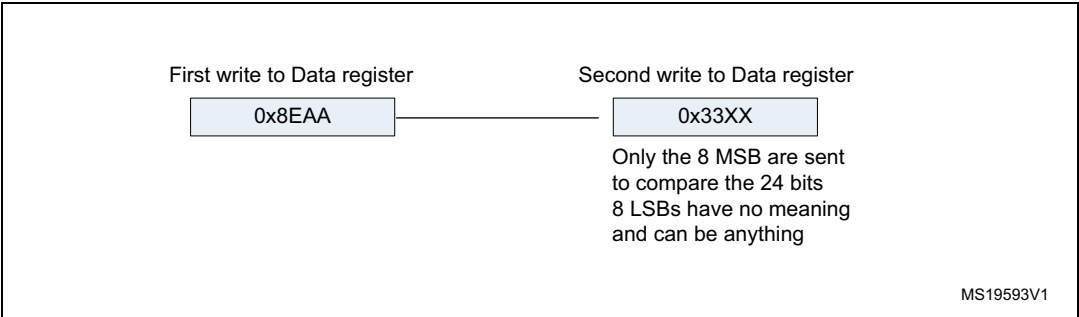 First write to Data register
Second write to Data register
0x8EAA
0x33XX
Only the 8 MSB are sent
to compare the 24 bits
8 LSBs have no meaning
and can be anything
MS19593V1